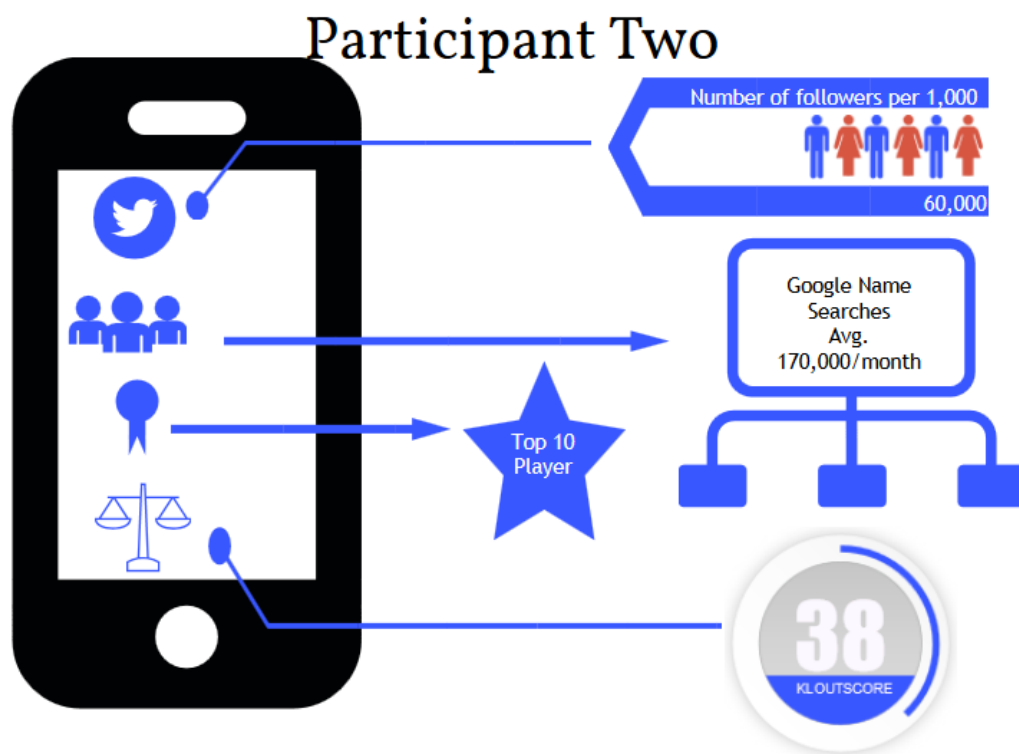 Participant Two
Number of followers per 1,000
60,000
Google Name
Searches
Avg.
170,000/month
Top 10
Player
38
KLOUTSCORE